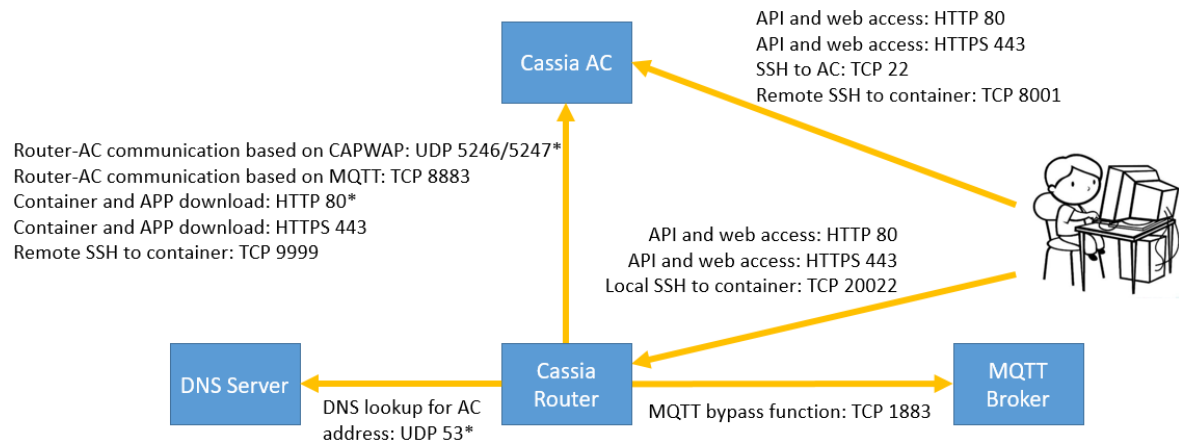 API and web access: HTTP 80
API and web access: HTTPS 443
SSH to AC: TCP 22
Remote SSH to container: TCP 8001
Cassia AC
Router-AC communication based on CAPWAP: UDP 5246/5247*
Router-AC communication based on MQTT: TCP 8883
Container and APP download: HTTP 80*
Container and APP download: HTTPS 443
Remote SSH to container: TCP 9999
API and web access: HTTP 80
API and web access: HTTPS 443
Local SSH to container: TCP 20022
DNS Server
DNS lookup for AC
address: UDP 53*
Cassia
Router
MQTT bypass function: TCP 1883
MQTT
Broker